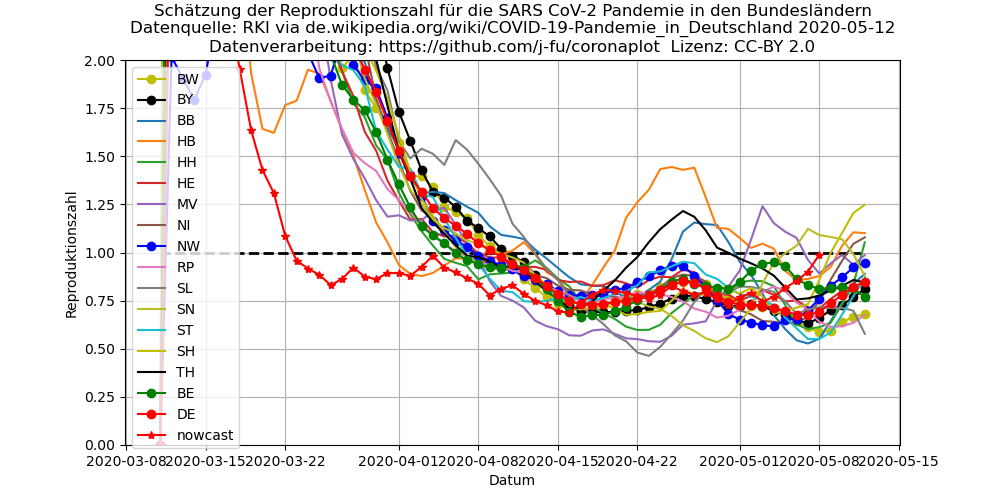 Schätzung der Reproduktionszahl für die SARS CoV-2 Pandemie in den Bundesländern
Datenquelle: RKI via de.wikipedia.org/wiki/COVID-19-Pandemie_in_Deutschland 2020-05-12
Datenverarbeitung: https://github.com/j-fu/coronaplot  Lizenz: CC-BY 2.0
2.00
1.75
1.50
1.25
1.00
0.75
0.50
0.25
0.00
Reproduktionszahl
BW
BY
BB
HB
HH
HE
MV
NI
NW
RP
SL
SN
ST
SH
TH
BE
DE
nowcast
2020-03-08 2020-03-15 2020-03-22 2020-04-01 2020-04-08 2020-04-15 2020-04-22 2020-05-01 2020-05-08 2020-05-15
Datum